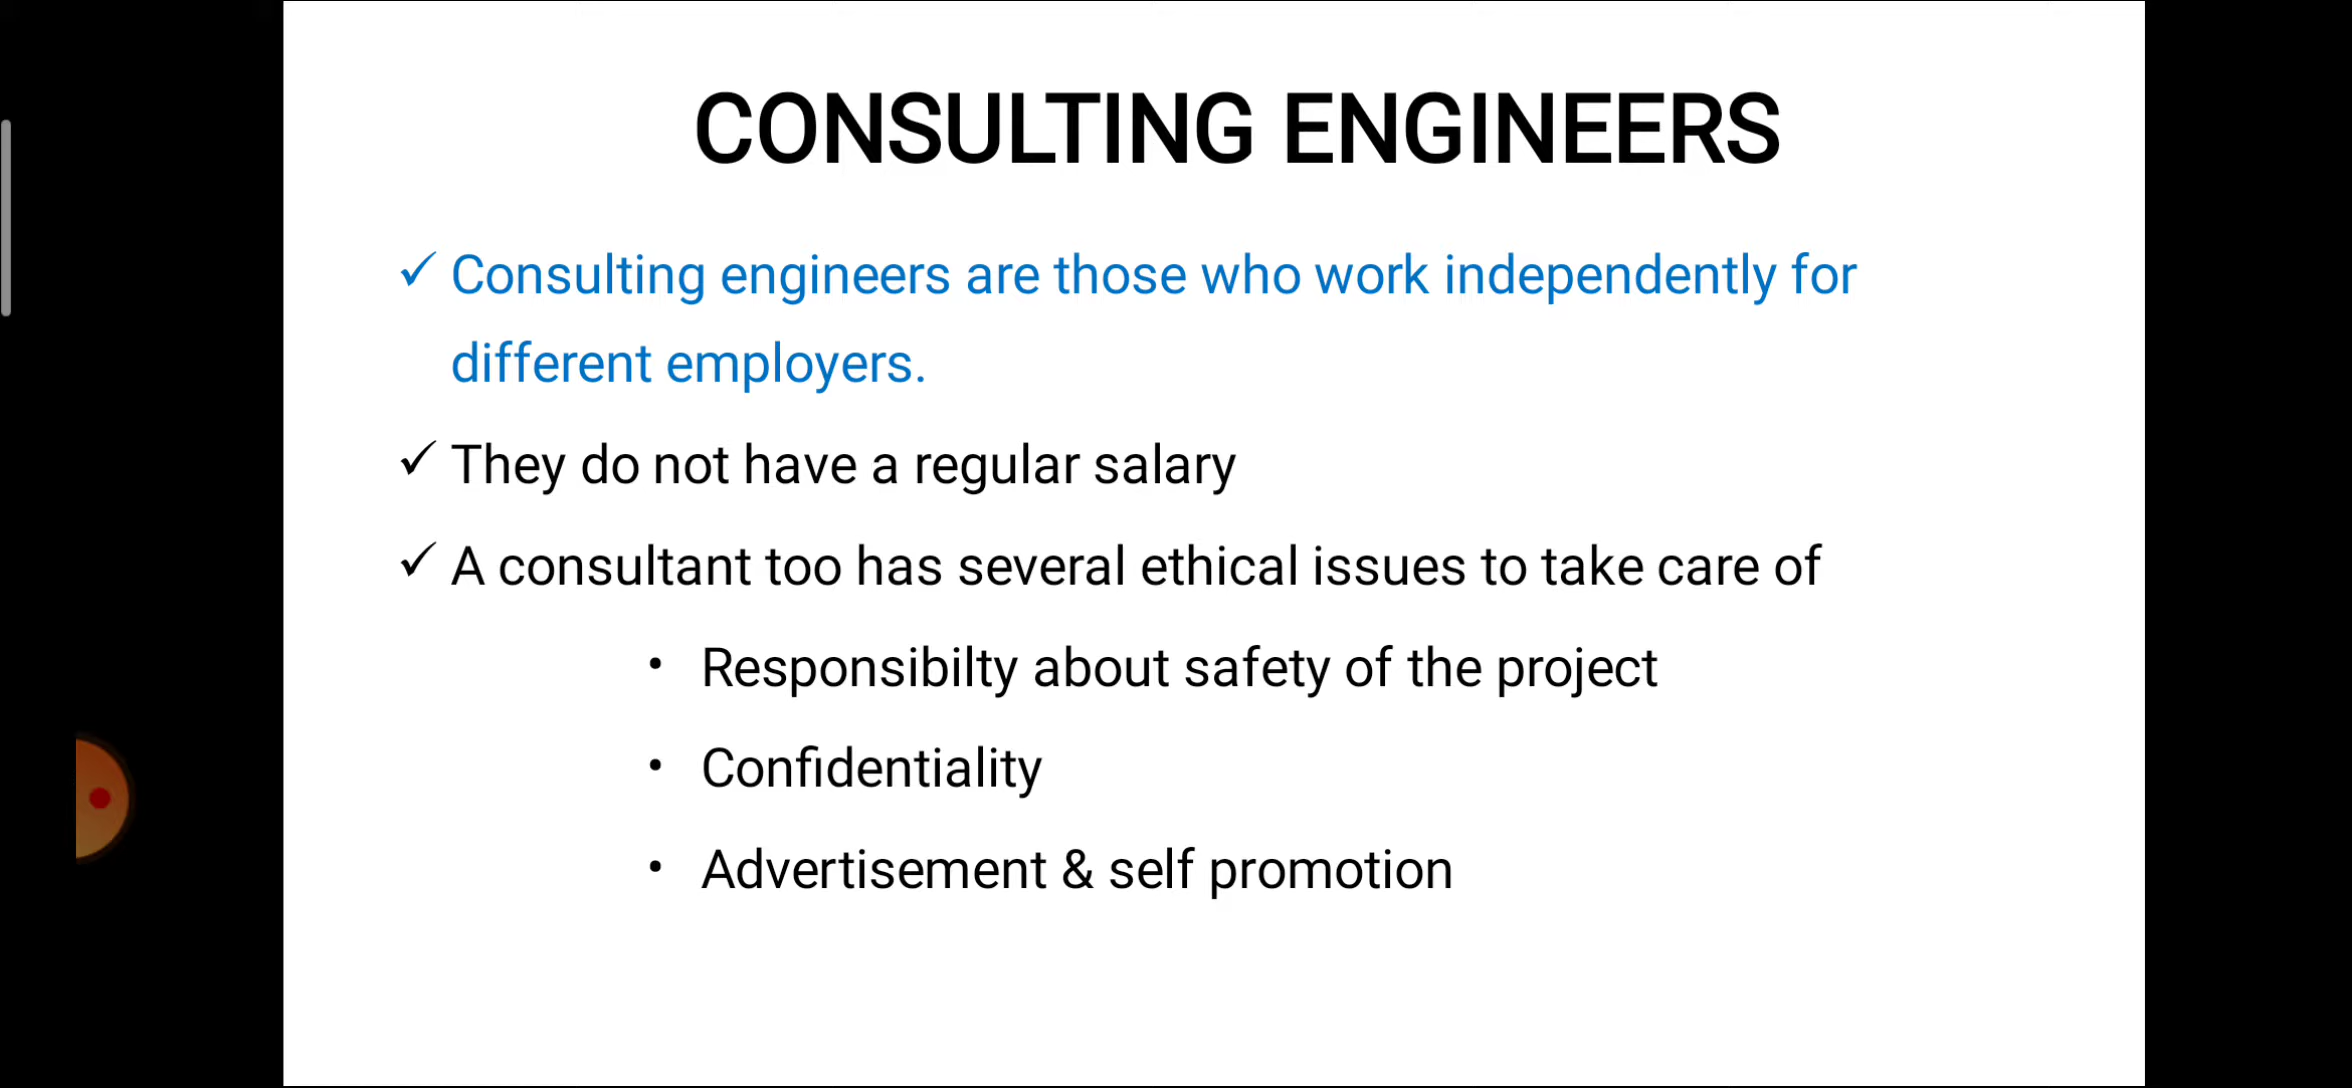 CONSULTING ENGINEERS
✓ Consulting engineers are those who work independently for
different employers.
✓ They do not have a regular salary
✓ A consultant too has several ethical issues to take care of
• Responsibilty about safety of the project
• Confidentiality
• Advertisement & self promotion